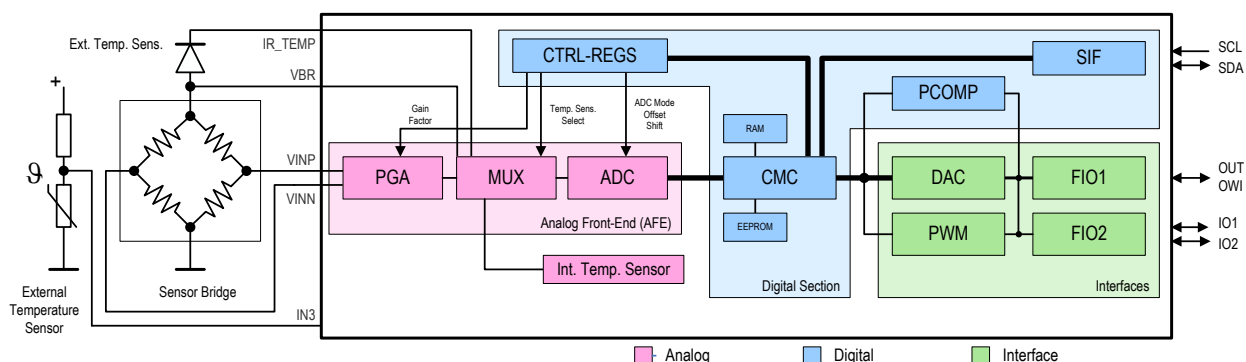 Ext. Temp. Sens.
IR_TEMP
VBR
+
ϑ
VINP
VINN
External
Temperature
Sensor
Sensor Bridge
IN3
CTRL-REGS
SIF
SCL
SDA
PCOMP
Gain
Factor
Temp. Sens.
Select
ADC Mode
Offset
Shift
RAM
PGA
MUX
ADC
CMC
DAC
FIO1
OUT
OWI
Analog Front-End (AFE)
EEPROM
PWM
FIO2
IO1
IO2
Int. Temp. Sensor
Digital Section
Interfaces
Analog
Digital
Interface